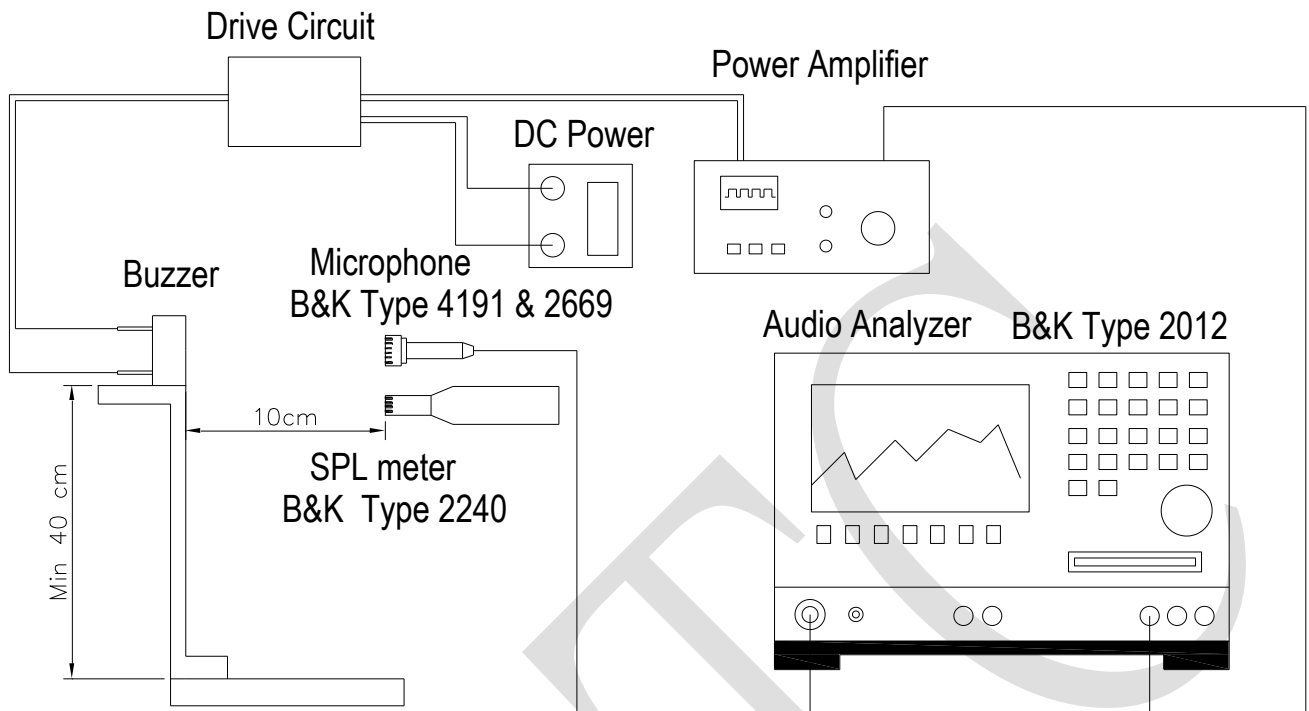 Drive Circuit
Power Amplifier
DC Power
Buzzer
Microphone
B&K Type 4191 & 2669
Audio Analyzer B&K Type 2012
10cm
SPL meter
B&K Type 2240
Min 40 cm
TC